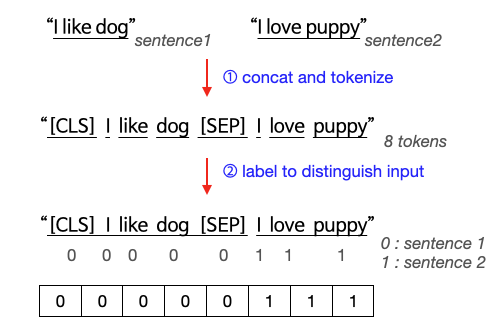 "I like dog" sentence1 "I love puppy" sentence2
① concat and tokenize
"[CLS] I like dog [SEP] I love puppy" 8 tokens
② label to distinguish input
"[CLS] I like dog [SEP] I love puppy" 0 : sentence 1
0 0 0 0 0 1 1 1 1 : sentence 2
0 0 0 0 0 1 1 1